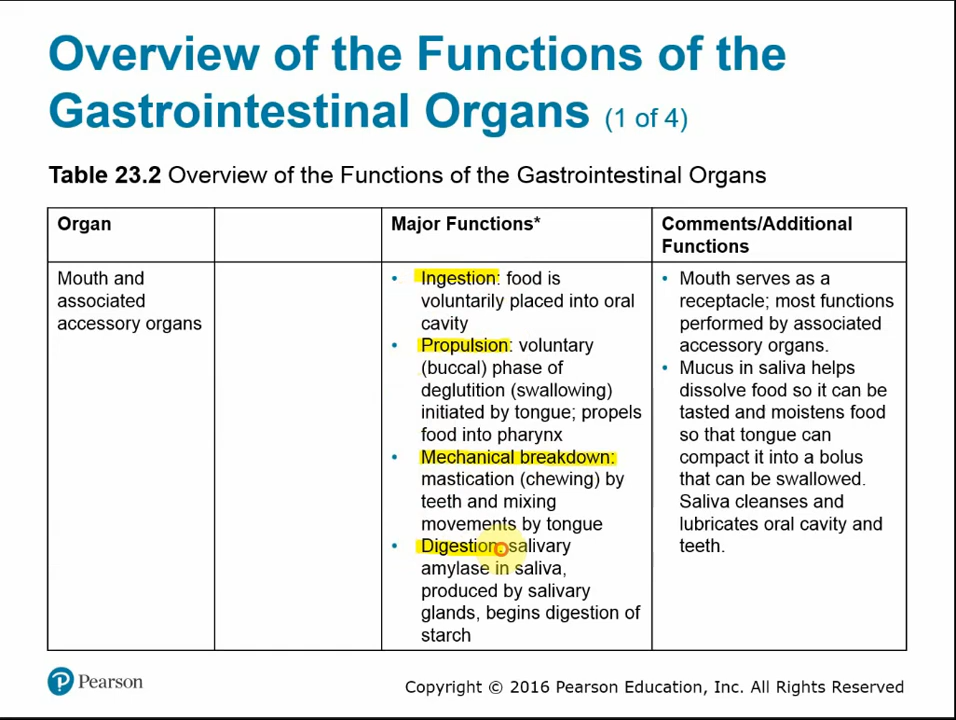 Overview of the Functions of the
Gastrointestinal Organs (1 of 4)
Table 23.2 Overview of the Functions of the Gastrointestinal Organs
Organ
Major Functions*
Comments/Additional
Functions
Mouth and
associated
accessory organs
• Ingestion: food is
voluntarily placed into oral
cavity
• Propulsion: voluntary
(buccal) phase of
deglutition (swallowing)
initiated by tongue; propels
food into pharynx
• Mechanical breakdown:
mastication (chewing) by
teeth and mixing
movements by tongue
• Digestion: salivary
amylase in saliva,
produced by salivary
glands, begins digestion of
starch
• Mouth serves as a
receptacle; most functions
performed by associated
accessory organs.
• Mucus in saliva helps
dissolve food so it can be
tasted and moistens food
so that tongue can
compact it into a bolus
that can be swallowed.
Saliva cleanses and
lubricates oral cavity and
teeth.
P Pearson
Copyright © 2016 Pearson Education, Inc. All Rights Reserved